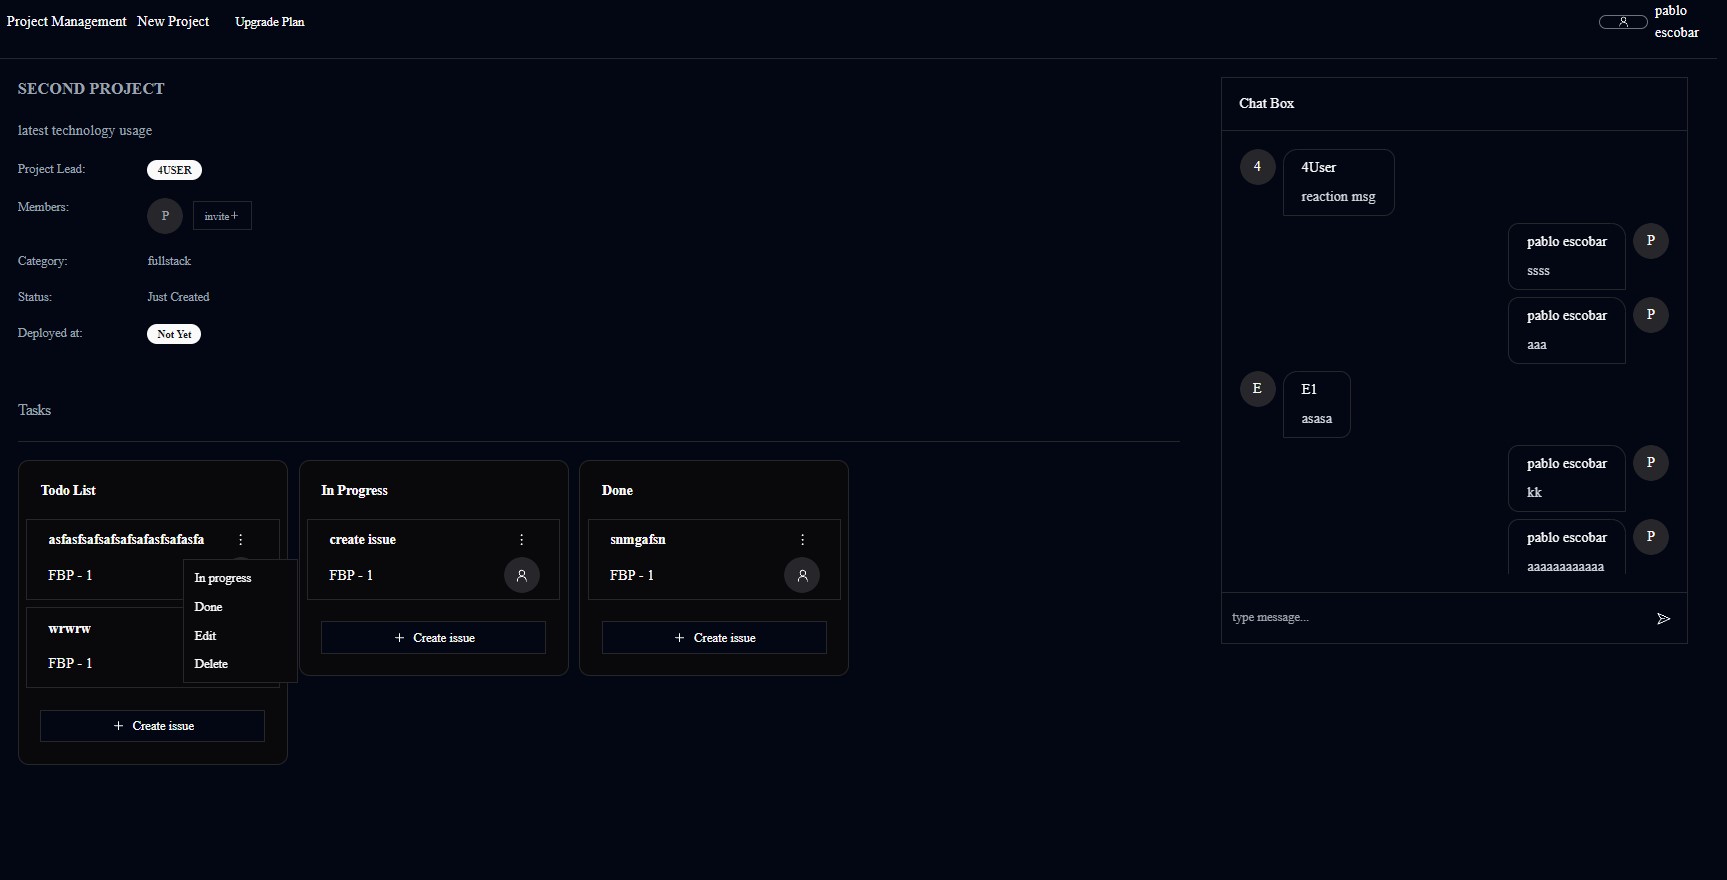 Project Management New Project Upgrade Plan
pablo
escobar
SECOND PROJECT
latest technology usage
Project Lead: 4USER
Members: P invite+
Category: fullstack
Status: Just Created
Deployed at: Not Yet
Tasks
Todo List
asfasfsafsafsafsafasfsafasfa
FBP - 1
In progress
Done
Edit
Delete
wrwrw
FBP - 1
+ Create issue
In Progress
create issue
FBP - 1
+ Create issue
Done
snmgafsn
FBP - 1
+ Create issue
Chat Box
4
4User
reaction msg
pablo escobar
P
ssss
pablo escobar
P
aaa
E
E1
asasa
pablo escobar
P
kk
pablo escobar
P
aaaaaaaaaaaa
type message...